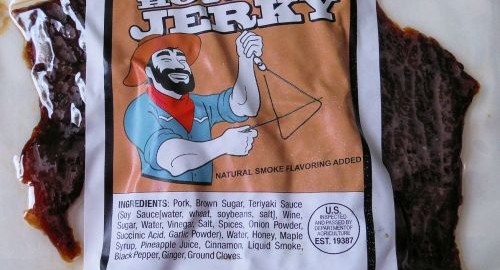 JERKY
NATURAL SMOKE FLAVORING ADDED
INGREDIENTS: Pork, Brown Sugar, Teriyaki Sauce
(Soy Sauce[water, wheat, soybeans, salt], Wine,
Sugar, Water, Vinegar, Salt, Spices, Onion Powder,
Succinic Acid, Garlic Powder), Water, Honey, Maple
Syrup, Pineapple Juice, Cinnamon, Liquid Smoke,
Black Pepper, Ginger, Ground Cloves.
U.S.
INSPECTED
AND PASSED BY
DEPARTMENT OF
AGRICULTURE
EST. 19387